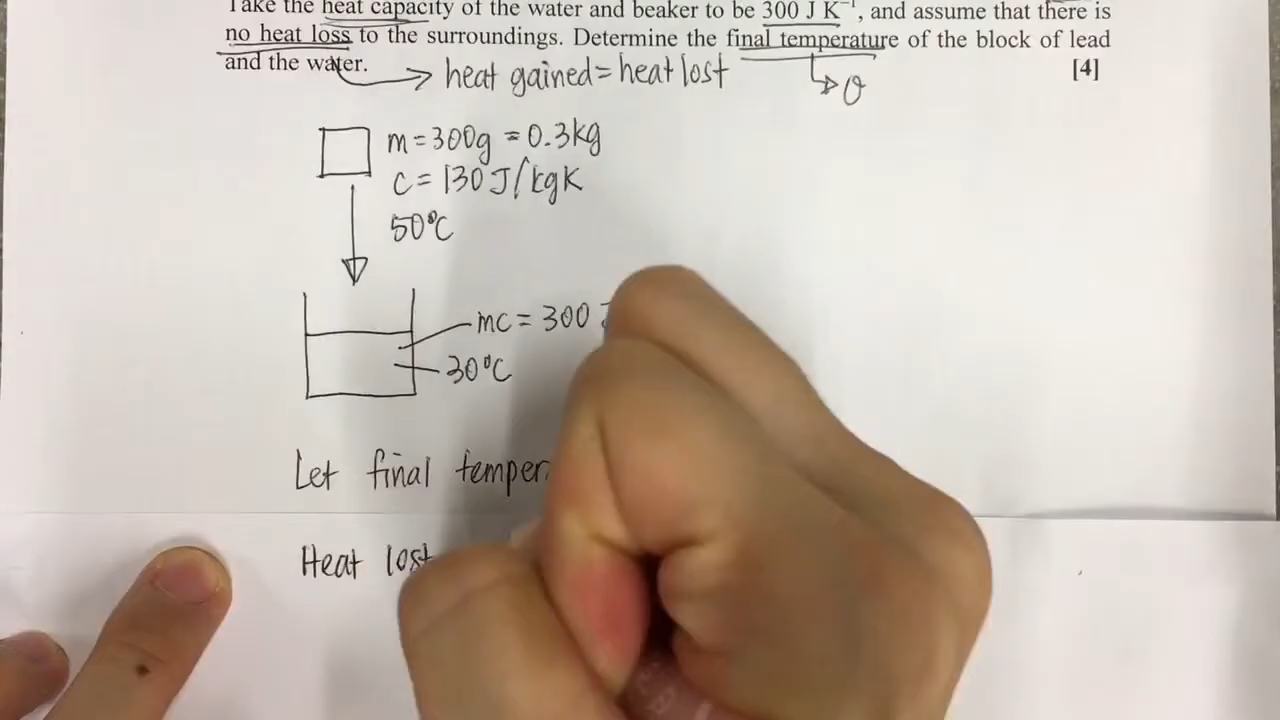 Take the heat capacity of the water and beaker to be 300 J K⁻¹, and assume that there is
no heat loss to the surroundings. Determine the final temperature of the block of lead
and the water.
[4]
heat gained = heat lost
θ
m = 300g = 0.3kg
c = 130 J/kgK
50°C
mc = 300
30°C
Let final temper
Heat lost